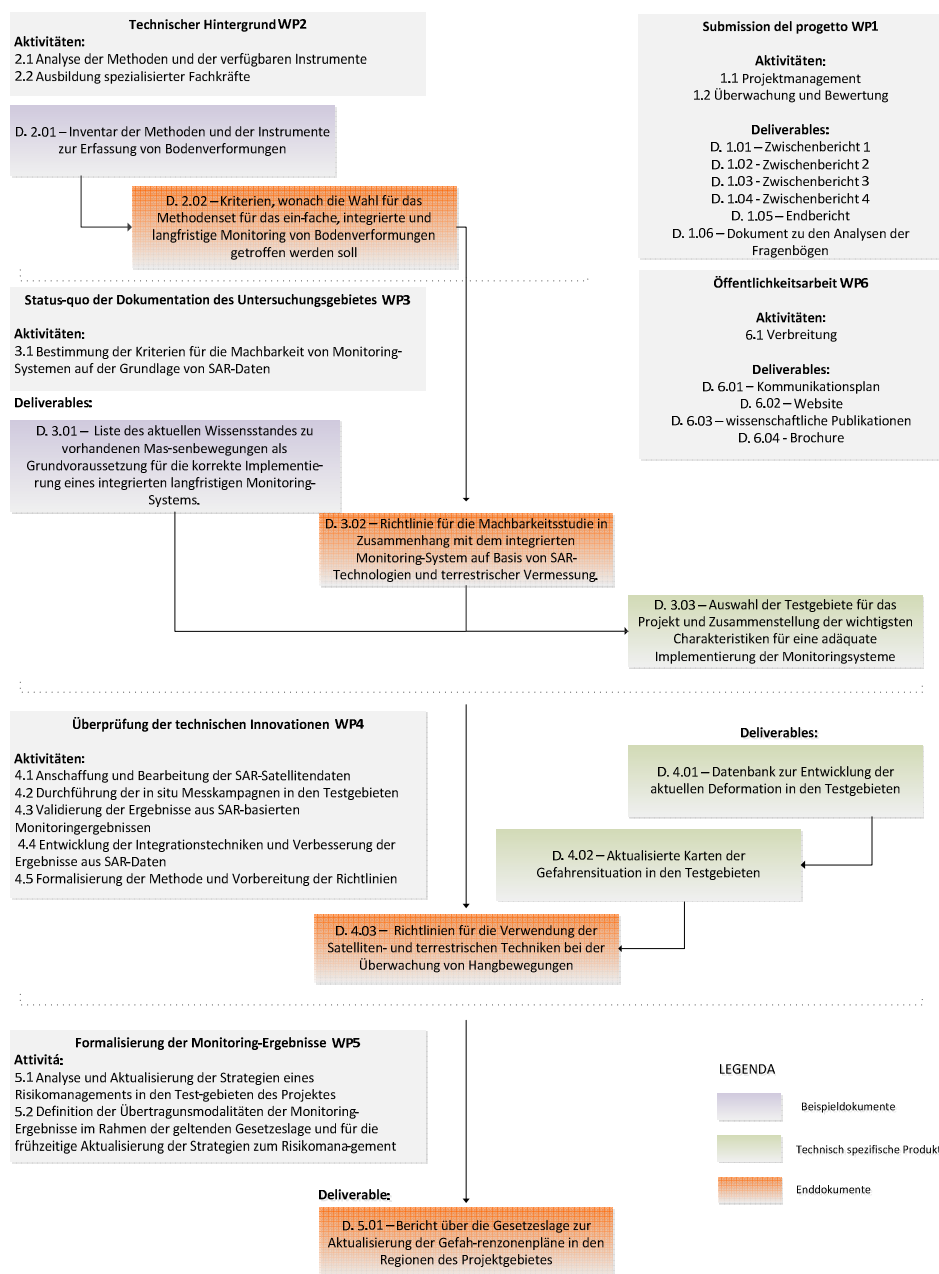 Technischer Hintergrund WP2
Aktivitäten:
2.1 Analyse der Methoden und der verfügbaren Instrumente
2.2 Ausbildung spezialisierter Fachkräfte
D. 2.01 – Inventar der Methoden und der Instrumente
zur Erfassung von Bodenverformungen
D. 2.02 – Kriterien, wonach die Wahl für das
Methodenset für das ein-fache, integrierte und
langfristige Monitoring von Bodenverformungen
getroffen werden soll
Submission del progetto WP1
Aktivitäten:
1.1 Projektmanagement
1.2 Überwachung und Bewertung
Deliverables:
D. 1.01 – Zwischenbericht 1
D. 1.02 - Zwischenbericht 2
D. 1.03 - Zwischenbericht 3
D. 1.04 - Zwischenbericht 4
D. 1.05 – Endbericht
D. 1.06 – Dokument zu den Analysen der
Fragenbögen
Öffentlichkeitsarbeit WP6
Aktivitäten:
6.1 Verbreitung
Deliverables:
D. 6.01 – Kommunikationsplan
D. 6.02 – Website
D. 6.03 – wissenschaftliche Publikationen
D. 6.04 - Brochure
Status-quo der Dokumentation des Untersuchungsgebietes WP3
Aktivitäten:
3.1 Bestimmung der Kriterien für die Machbarkeit von Monitoring-
Systemen auf der Grundlage von SAR-Daten
Deliverables:
D. 3.01 – Liste des aktuellen Wissensstandes zu
vorhandenen Mas-senbewegungen als
Grundvoraussetzung für die korrekte Implementie-
rung eines integrierten langfristigen Monitoring-
Systems.
D. 3.02 – Richtlinie für die Machbarkeitsstudie in
Zusammenhang mit dem integrierten
Monitoring-System auf Basis von SAR-
Technologien und terrestrischer Vermessung.
D. 3.03 – Auswahl der Testgebiete für das
Projekt und Zusammenstellung der wichtigsten
Charakteristiken für eine adäquate
Implementierung der Monitoringsysteme
Überprüfung der technischen Innovationen WP4
Aktivitäten:
4.1 Anschaffung und Bearbeitung der SAR-Satellitendaten
4.2 Durchführung der in situ Messkampagnen in den Testgebieten
4.3 Validierung der Ergebnisse aus SAR-basierten
Monitoringergebnissen
4.4 Entwicklung der Integrationstechniken und Verbesserung der
Ergebnisse aus SAR-Daten
4.5 Formalisierung der Methode und Vorbereitung der Richtlinien
Deliverables:
D. 4.01 – Datenbank zur Entwicklung der
aktuellen Deformation in den Testgebieten
D. 4.02 – Aktualisierte Karten der
Gefahrensituation in den Testgebieten
D. 4.03 – Richtlinien für die Verwendung der
Satelliten- und terrestrischen Techniken bei der
Überwachung von Hangbewegungen
Formalisierung der Monitoring-Ergebnisse WP5
Attivitá:
5.1 Analyse und Aktualisierung der Strategien eines
Risikomanagements in den Test-gebieten des Projektes
5.2 Definition der Übertragunsmodalitäten der Monitoring-
Ergebnisse im Rahmen der geltenden Gesetzeslage und für die
frühzeitige Aktualisierung der Strategien zum Risikomana-gement
Deliverable:
D. 5.01 – Bericht über die Gesetzeslage zur
Aktualisierung der Gefah-renzonenpläne in den
Regionen des Projektgebietes
LEGENDA
Beispieldokumente
Technisch spezifische Produkt
Enddokumente